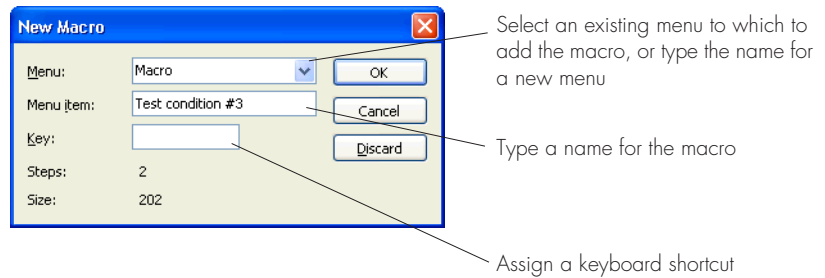 New Macro
Select an existing menu to which to
add the macro, or type the name for
a new menu
Menu: Macro OK
Menu item: Test condition #3 Cancel
Key: Discard
Type a name for the macro
Steps: 2
Size: 202
Assign a keyboard shortcut